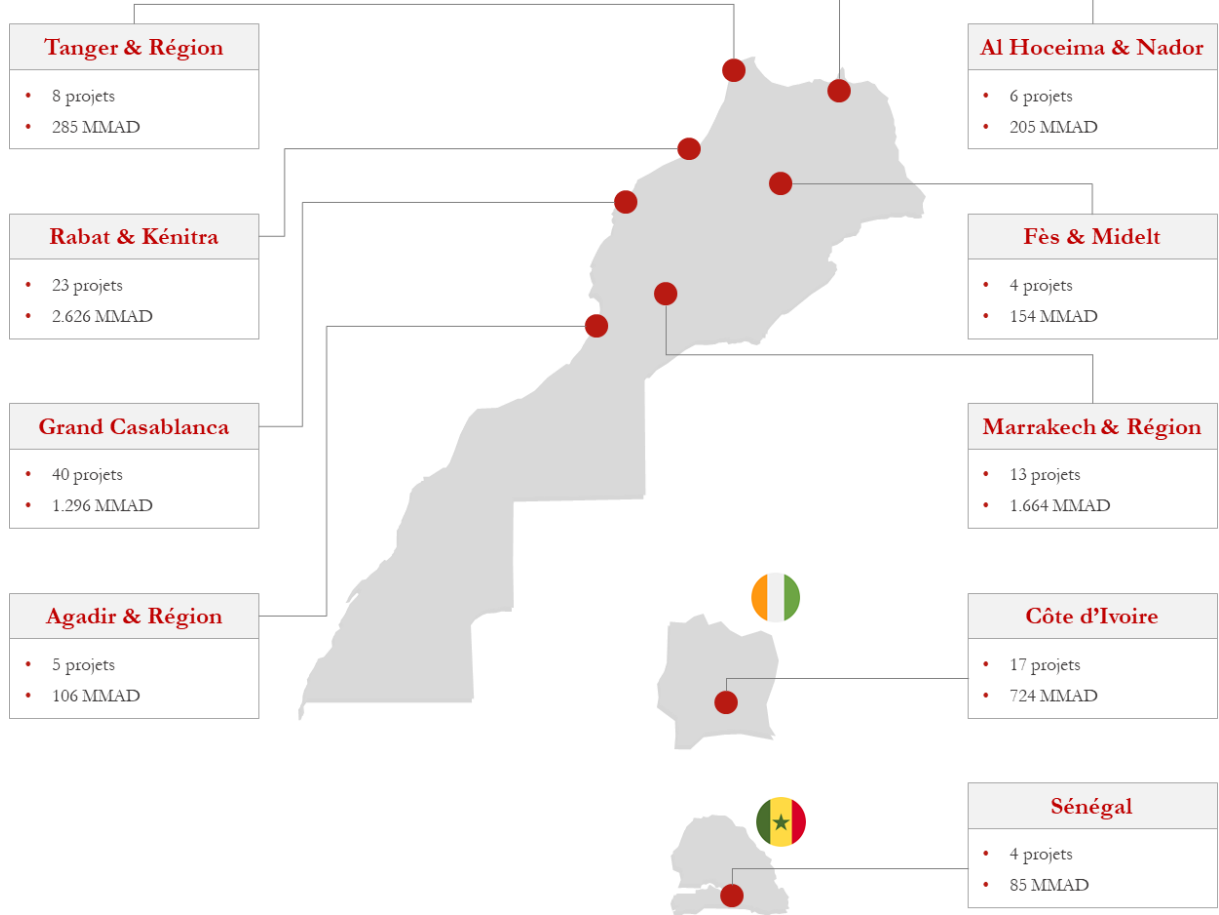 Tanger & Région
• 8 projets
• 285 MMAD
Rabat & Kénitra
• 23 projets
• 2.626 MMAD
Grand Casablanca
• 40 projets
• 1.296 MMAD
Agadir & Région
• 5 projets
• 106 MMAD
Al Hoceima & Nador
• 6 projets
• 205 MMAD
Fès & Midelt
• 4 projets
• 154 MMAD
Marrakech & Région
• 13 projets
• 1.664 MMAD
Côte d’Ivoire
• 17 projets
• 724 MMAD
Sénégal
• 4 projets
• 85 MMAD